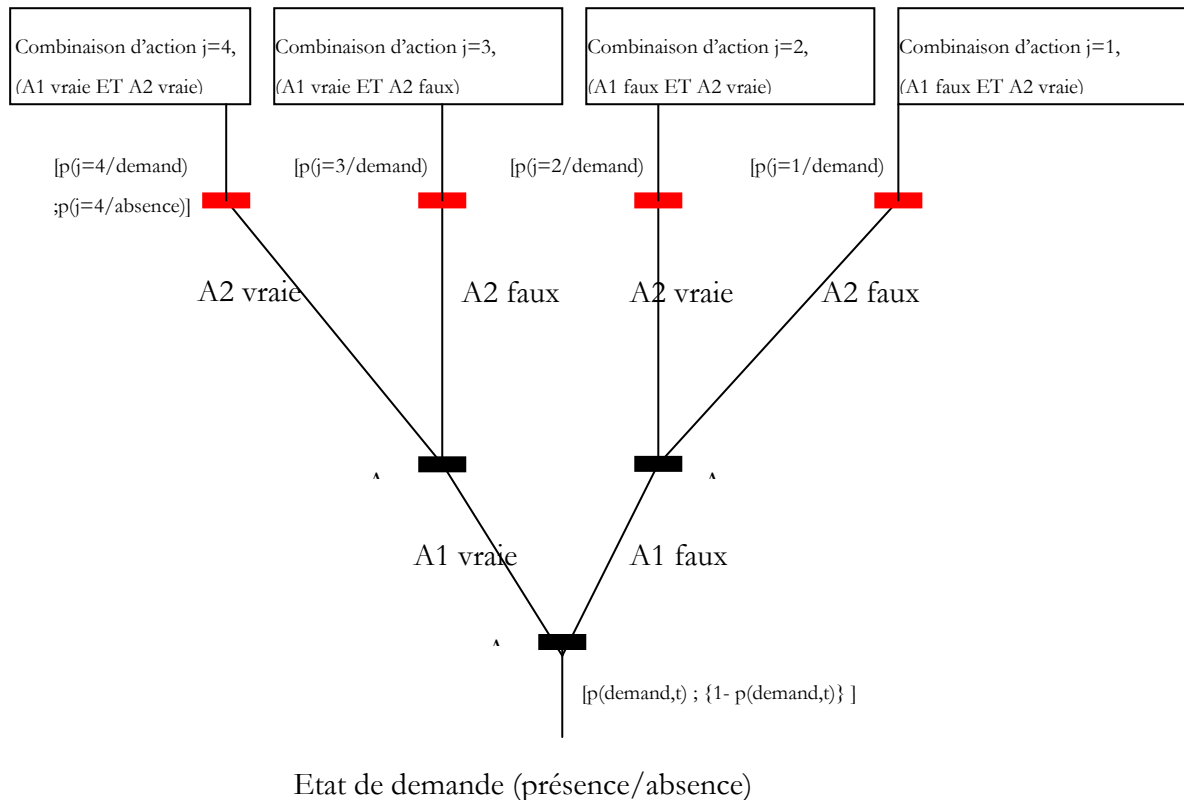 Combinaison d’action j=4,
(A1 vraie ET A2 vraie)
Combinaison d’action j=3,
(A1 vraie ET A2 faux)
Combinaison d’action j=2,
(A1 faux ET A2 vraie)
Combinaison d’action j=1,
(A1 faux ET A2 vraie)
[p(j=4/demand)
;p(j=4/absence)]
[p(j=3/demand)
[p(j=2/demand)
[p(j=1/demand)
A2 vraie
A2 faux
A2 vraie
A2 faux
A1 vraie
A1 faux
[p(demand,t) ; {1- p(demand,t)} ]
Etat de demande (présence/absence)